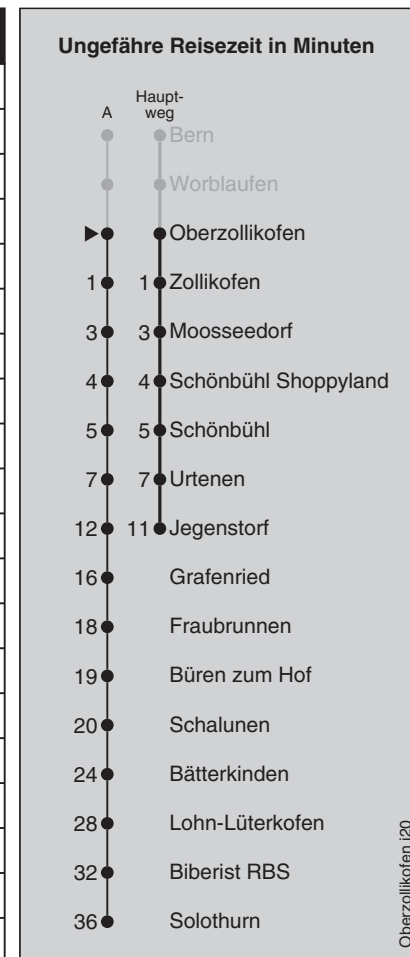 Ungefähre Reisezeit in Minuten
A
Haupt-
weg
Bern
Worblaufen
Oberzollikofen
1 1 Zollikofen
3 3 Moosseedorf
4 4 Schönbühl Shoppyland
5 5 Schönbühl
7 7 Urtenen
12 11 Jegenstorf
16 Grafenried
18 Fraubrunnen
19 Büren zum Hof
20 Schalunen
24 Bätterkinden
28 Lohn-Lüterkofen
32 Biberist RBS
36 Solothurn
Oberzollikofen j20